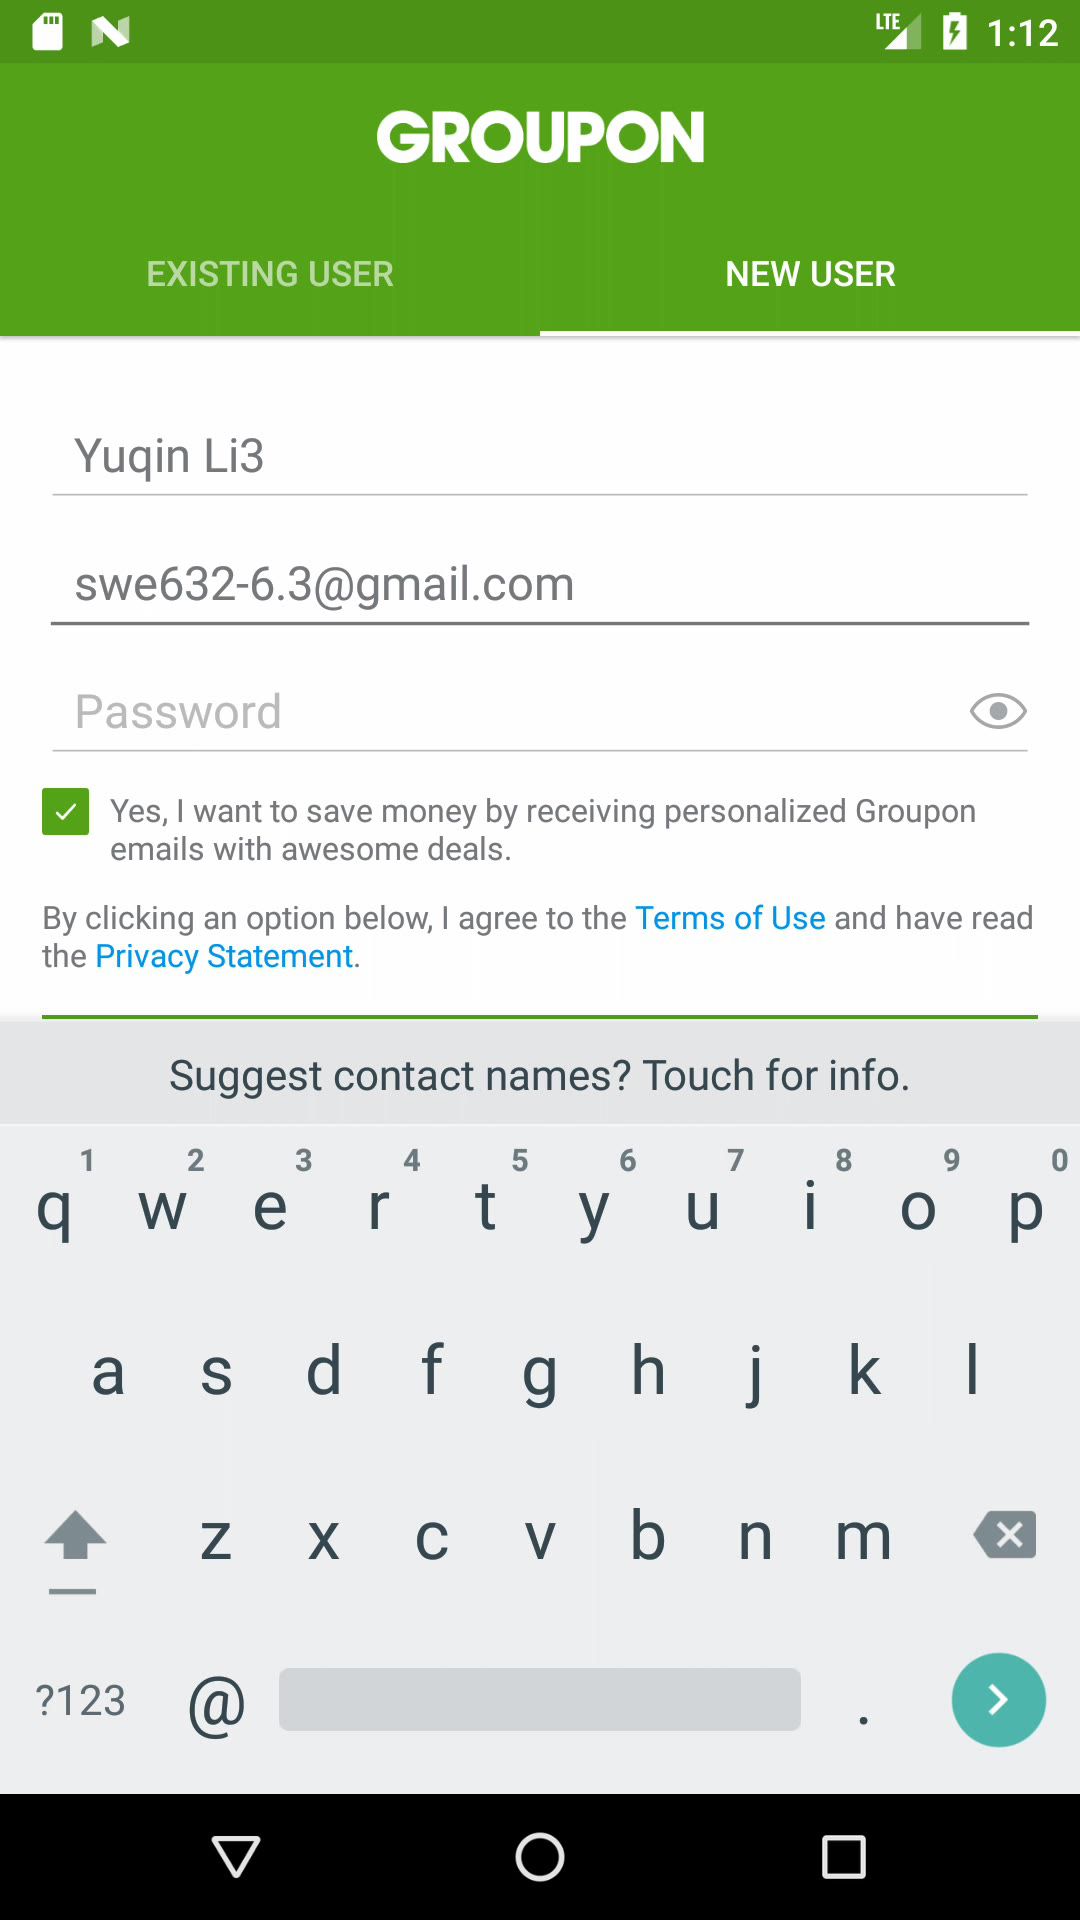 LTE 1:12
GROUPON
EXISTING USER NEW USER
Yuqin Li3
swe632-6.3@gmail.com
Password
Yes, I want to save money by receiving personalized Groupon
emails with awesome deals.
By clicking an option below, I agree to the Terms of Use and have read
the Privacy Statement.
Suggest contact names? Touch for info.
1 2 3 4 5 6 7 8 9 0
q w e r t y u i o p
a s d f g h j k l
z x c v b n m
?123 @ .